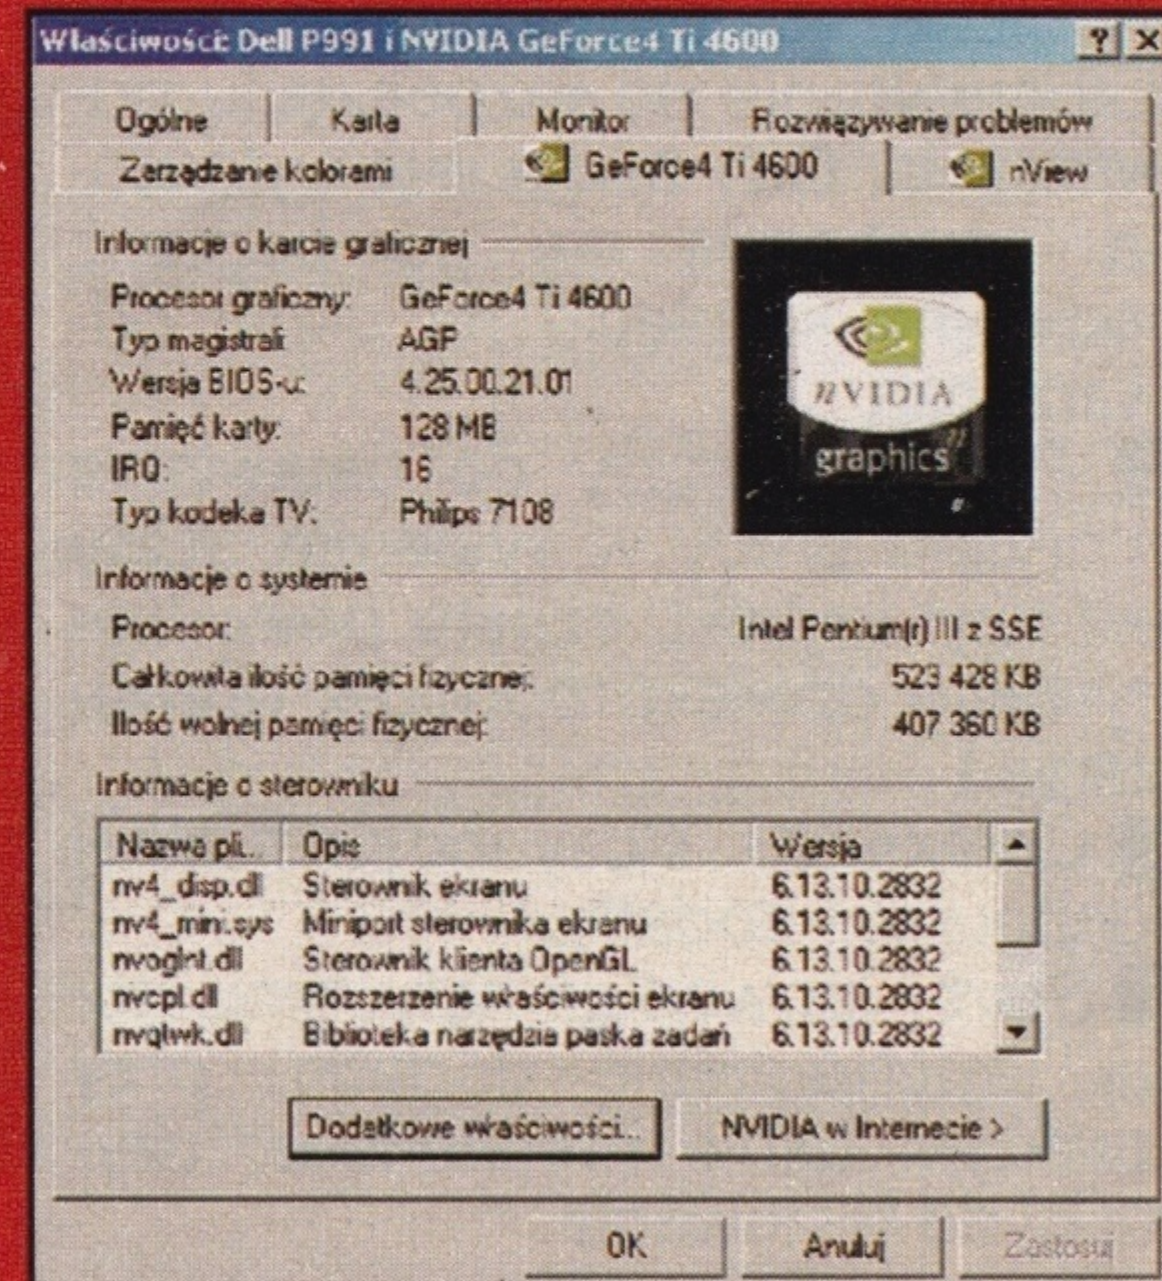 Właściwości: Dell P991 i NVIDIA GeForce4 Ti 4600
Ogólne Karta Monitor Rozwiązywanie problemów
Zarządzanie kolorami GeForce4 Ti 4600 nView
Informacje o karcie graficznej
Procesor graficzny: GeForce4 Ti 4600
Typ magistrali: AGP
Wersja BIOS-u: 4.25.00.21.01
Pamięć karty: 128 MB
IRQ: 16
Typ kodeka TV: Philips 7108
nVIDIA
graphics
Informacje o systemie
Procesor: Intel Pentium(r) III z SSE
Całkowita ilość pamięci fizycznej: 523 428 KB
Ilość wolnej pamięci fizycznej: 407 360 KB
Informacje o sterowniku
Nazwa pli... Opis Wersja
nv4_disp.dll Sterownik ekranu 6.13.10.2832
nv4_mini.sys Miniport sterownika ekranu 6.13.10.2832
nvoglnt.dll Sterownik klienta OpenGL 6.13.10.2832
nvcpl.dll Rozszerzenie właściwości ekranu 6.13.10.2832
nvqtwk.dll Biblioteka narzędzia paska zadań 6.13.10.2832
Dodatkowe właściwości... NVIDIA w Internecie >
OK Anuluj Zastosuj